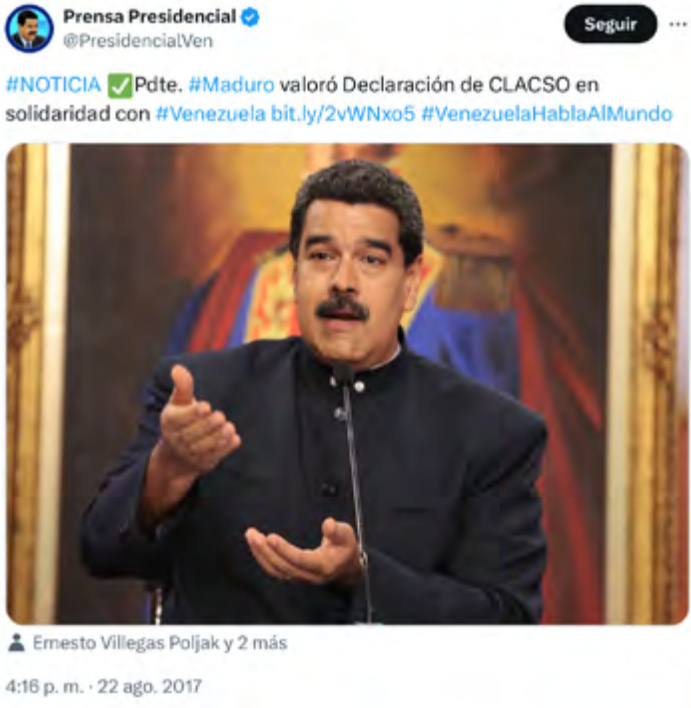 Prensa Presidencial
@PresidencialVen
Seguir
#NOTICIA ✅Pdte. #Maduro valoró Declaración de CLACSO en
solidaridad con #Venezuela bit.ly/2vWNxo5 #VenezuelaHablaAlMundo
Ernesto Villegas Poljak y 2 más
4:16 p. m. · 22 ago. 2017